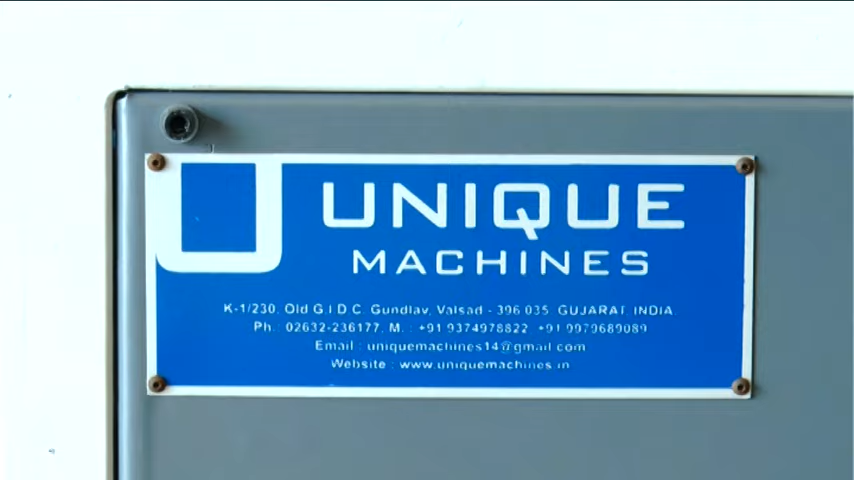 UNIQUE
MACHINES
K-1/230, Old G.I.D.C. Gundlav, Valsad - 396 035. GUJARAT, INDIA.
Ph.: 02632-236177, M. : +91 9374978822, +91 9979689089
Email : uniquemachines14@gmail.com
Website : www.uniquemachines.in